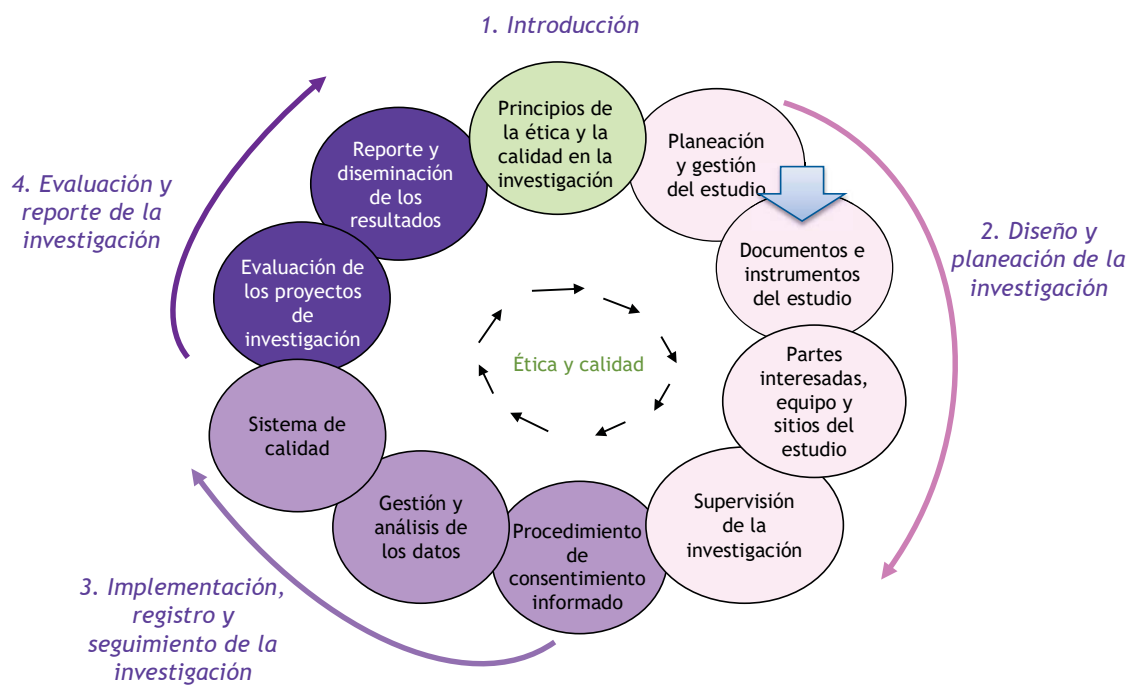 1. Introducción
Principios de
la ética y la
calidad en la
investigación
Planeación
y gestión
del estudio
Documentos e
instrumentos
del estudio
2. Diseño y
planeación de la
investigación
Partes
interesadas,
equipo y
sitios del
estudio
Supervisión
de la
investigación
Procedimiento
de
consentimiento
informado
3. Implementación,
registro y
seguimiento de la
investigación
Gestión y
análisis de
los datos
Sistema de
calidad
Evaluación de
los proyectos
de
investigación
4. Evaluación y
reporte de la
investigación
Reporte y
diseminación
de los
resultados
Ética y calidad